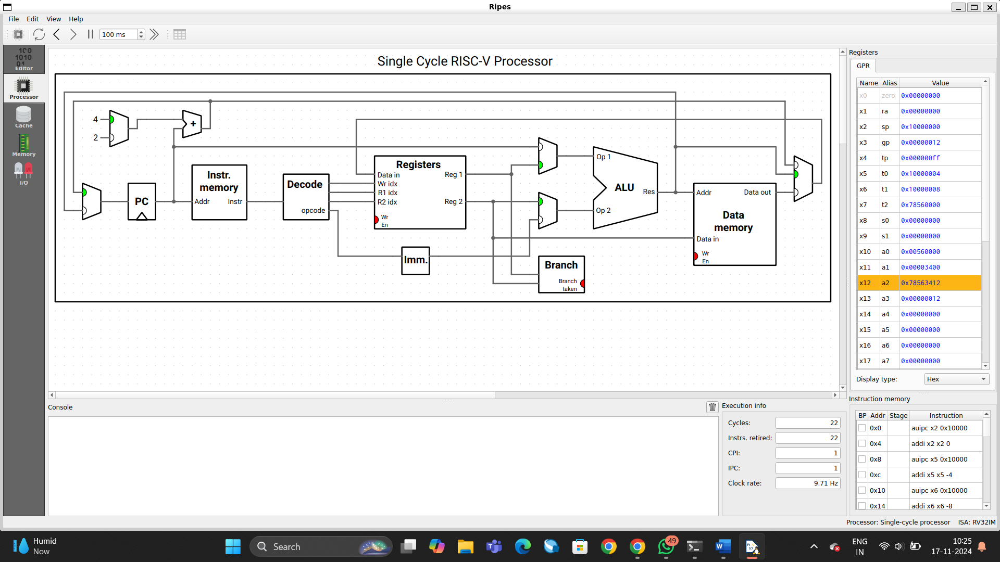 Ripes
File Edit View Help
100 ms
100
1010
01
Editor
Processor
Cache
Memory
I/O
Single Cycle RISC-V Processor
4
2
+
PC
Instr.
memory
Addr Instr
Decode
opcode
Registers
Data in Reg 1
Wr idx
R1 idx
R2 idx Reg 2
Wr
En
Imm.
Op 1
ALU
Res
Op 2
Branch
Branch
taken
Addr Data out
Data
memory
Data in
Wr
En
Registers
GPR
Name Alias Value
x0 zero 0x00000000
x1 ra 0x00000000
x2 sp 0x10000000
x3 gp 0x00000012
x4 tp 0x000000ff
x5 t0 0x10000004
x6 t1 0x10000008
x7 t2 0x78560000
x8 s0 0x00000000
x9 s1 0x00000000
x10 a0 0x00560000
x11 a1 0x00003400
x12 a2 0x78563412
x13 a3 0x00000012
x14 a4 0x00000000
x15 a5 0x00000000
x16 a6 0x00000000
x17 a7 0x00000000
Display type: Hex
Console
Execution info
Cycles: 22
Instrs. retired: 22
CPI: 1
IPC: 1
Clock rate: 9.71 Hz
Instruction memory
BP Addr Stage Instruction
0x0 auipc x2 0x10000
0x4 addi x2 x2 0
0x8 auipc x5 0x10000
0xc addi x5 x5 -4
0x10 auipc x6 0x10000
0x14 addi x6 x6 -8
Processor: Single-cycle processor ISA: RV32IM
Humid
Now
Search
49
ENG
IN
10:25
17-11-2024